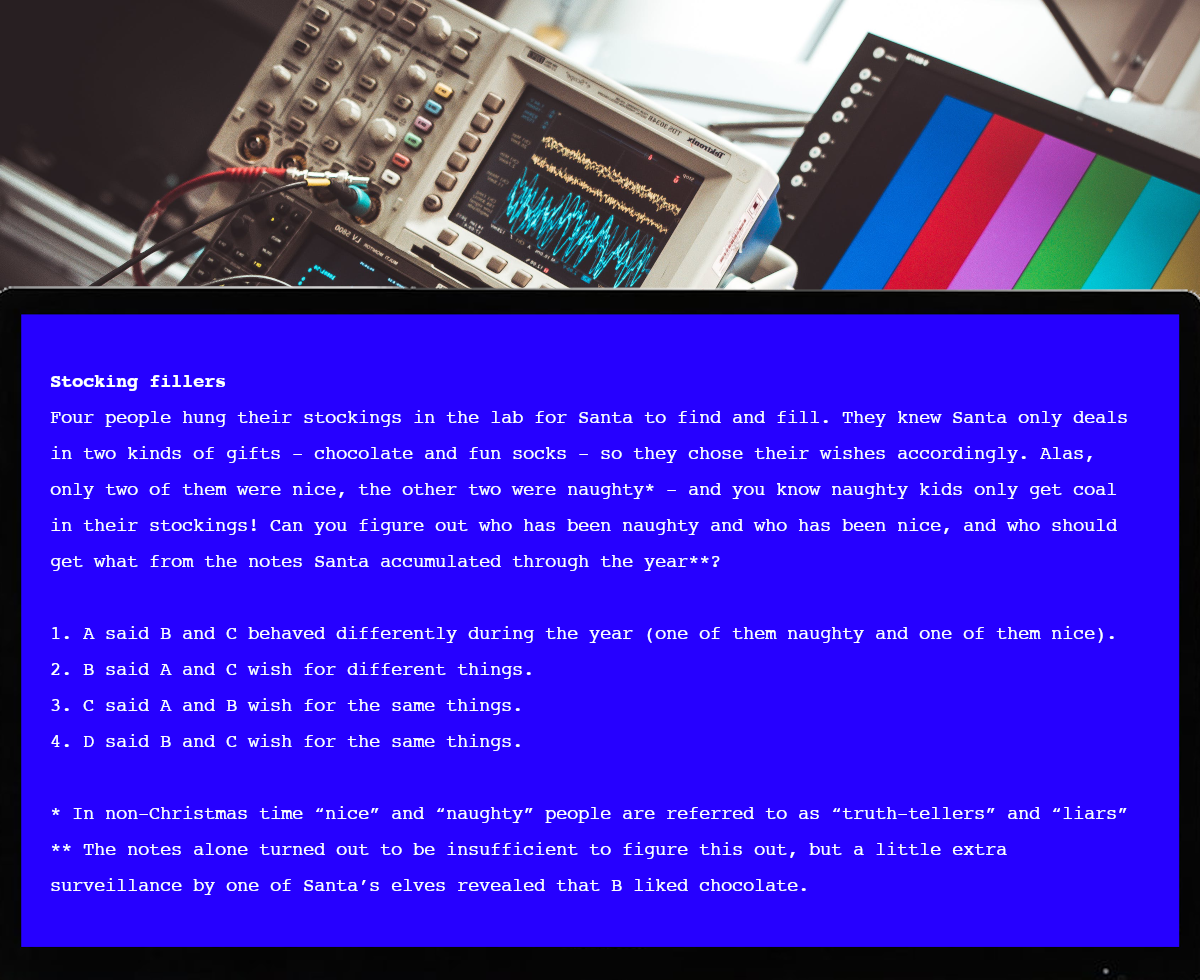 Tektronix
Stocking fillers
Four people hung their stockings in the lab for Santa to find and fill. They knew Santa only deals
in two kinds of gifts – chocolate and fun socks – so they chose their wishes accordingly. Alas,
only two of them were nice, the other two were naughty* – and you know naughty kids only get coal
in their stockings! Can you figure out who has been naughty and who has been nice, and who should
get what from the notes Santa accumulated through the year**?
1. A said B and C behaved differently during the year (one of them naughty and one of them nice).
2. B said A and C wish for different things.
3. C said A and B wish for the same things.
4. D said B and C wish for the same things.
* In non-Christmas time “nice” and “naughty” people are referred to as “truth-tellers” and “liars”
** The notes alone turned out to be insufficient to figure this out, but a little extra
surveillance by one of Santa’s elves revealed that B liked chocolate.